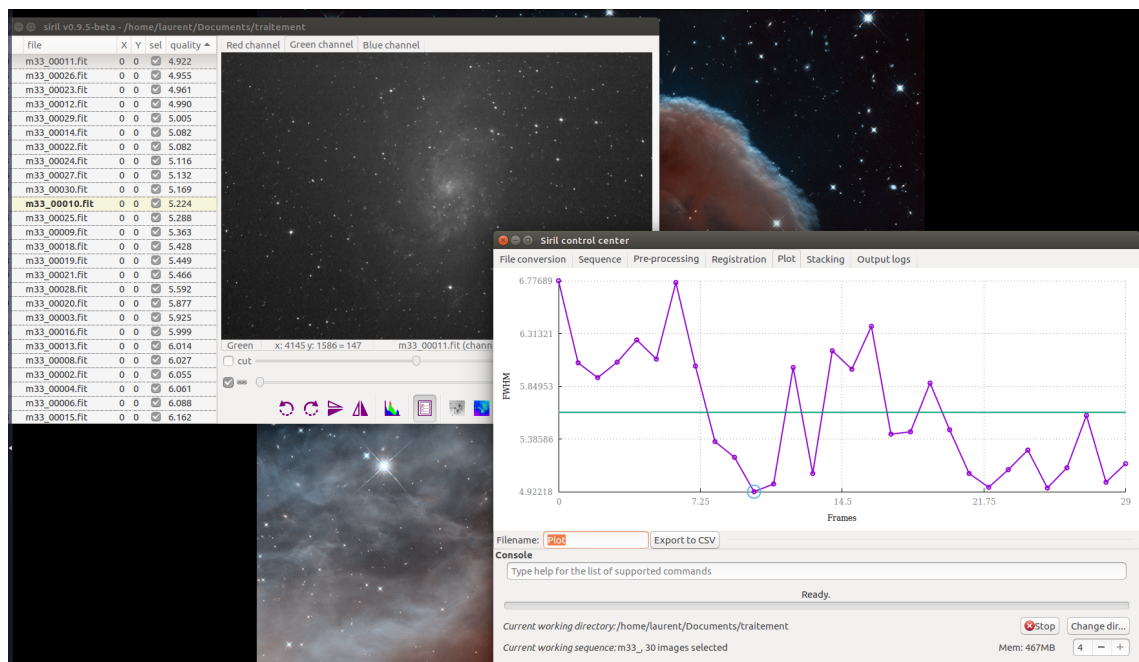 siril v0.9.5-beta - /home/laurent/Documents/traitement
file X Y sel quality
Red channel Green channel Blue channel
m33_00011.fit 0 0 4.922
m33_00026.fit 0 0 4.955
m33_00023.fit 0 0 4.961
m33_00012.fit 0 0 4.990
m33_00029.fit 0 0 5.005
m33_00014.fit 0 0 5.082
m33_00022.fit 0 0 5.082
m33_00024.fit 0 0 5.116
m33_00027.fit 0 0 5.132
m33_00030.fit 0 0 5.169
m33_00010.fit 0 0 5.224
m33_00025.fit 0 0 5.288
m33_00009.fit 0 0 5.363
m33_00018.fit 0 0 5.428
m33_00019.fit 0 0 5.449
m33_00021.fit 0 0 5.466
m33_00028.fit 0 0 5.592
m33_00020.fit 0 0 5.877
m33_00003.fit 0 0 5.925
m33_00016.fit 0 0 5.999
m33_00013.fit 0 0 6.014
m33_00008.fit 0 0 6.027
m33_00002.fit 0 0 6.055
m33_00004.fit 0 0 6.061
m33_00006.fit 0 0 6.088
m33_00015.fit 0 0 6.162
Green x: 4145 y: 1586 = 147 m33_00011.fit (chann
cut
Siril control center
File conversion Sequence Pre-processing Registration Plot Stacking Output logs
6.77689
6.31321
5.84953
5.38586
4.92218
FWHM
0 7.25 14.5 21.75 29
Frames
Filename: Plot Export to CSV
Console
Type help for the list of supported commands
Ready.
Current working directory: /home/laurent/Documents/traitement Stop Change dir...
Current working sequence: m33_, 30 images selected Mem: 467MB 4 − +